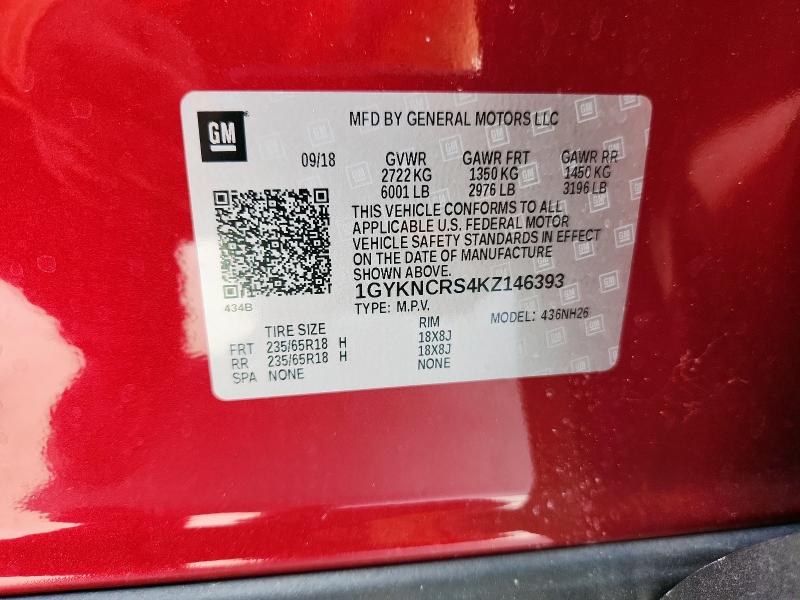 GM
MFD BY GENERAL MOTORS LLC
09/18 GVWR GAWR FRT GAWR RR
2722 KG 1350 KG 1450 KG
6001 LB 2976 LB 3196 LB
THIS VEHICLE CONFORMS TO ALL
APPLICABLE U.S. FEDERAL MOTOR
VEHICLE SAFETY STANDARDS IN EFFECT
ON THE DATE OF MANUFACTURE
SHOWN ABOVE.
1GYKNCRS4KZ146393
434B
TYPE: M.P.V. MODEL: 436NH26
TIRE SIZE RIM
FRT 235/65R18 H 18X8J
RR 235/65R18 H 18X8J
SPA NONE NONE